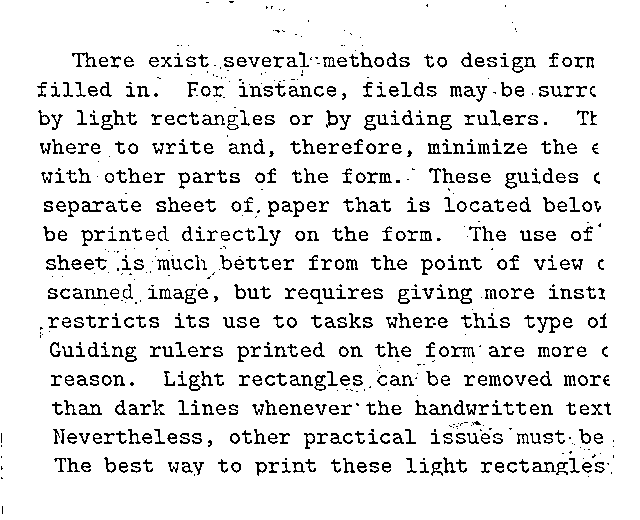 There exist several methods to design
filled in. For instance, fields may be
by light rectangles or by guiding rulers.
where to write and, therefore, minimize the
with other parts of the form. These guides
separate sheet of paper that is located
be printed directly on the form. The use of
sheet is much better from the point of view
scanned image, but requires giving more
restricts its use to tasks where this type of
Guiding rulers printed on the form are more
reason. Light rectangles can be removed more
than dark lines whenever the handwritten text
Nevertheless, other practical issues must be
The best way to print these light rectangles